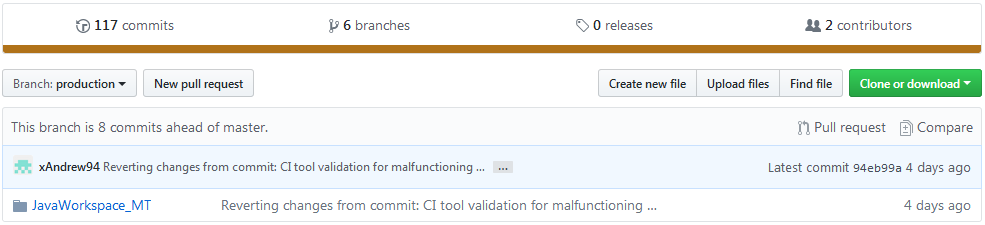 117 commits 6 branches 0 releases 2 contributors
Branch: production New pull request Create new file Upload files Find file Clone or download
This branch is 8 commits ahead of master. Pull request Compare
xAndrew94 Reverting changes from commit: CI tool validation for malfunctioning ... ... Latest commit 94eb99a 4 days ago
JavaWorkspace_MT Reverting changes from commit: CI tool validation for malfunctioning ... 4 days ago